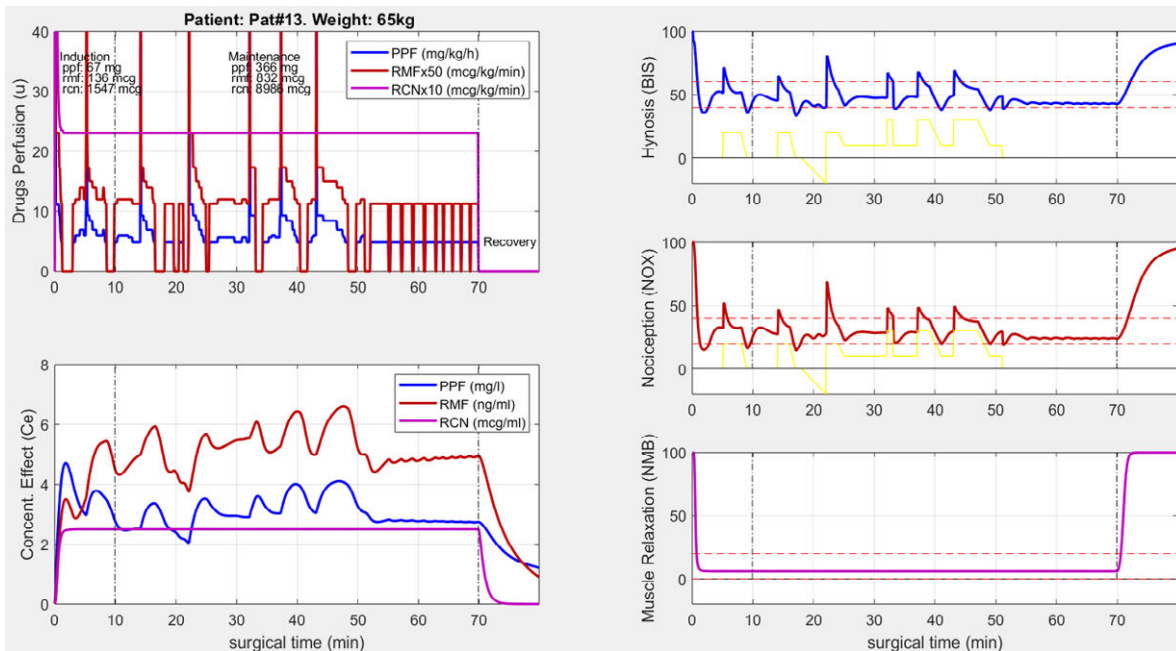 Patient: Pat#13. Weight: 65kg
Drugs Perfusion (u)
40
30
20
10
0
Induction
ppf: 67 mg
rmf: 136 mcg
rcn: 1547 mcg
Maintenance
ppf: 366 mg
rmf: 832 mcg
rcn: 8986 mcg
PPF (mg/kg/h)
RMFx50 (mcg/kg/min)
RCNx10 (mcg/kg/min)
Recovery
0 10 20 30 40 50 60 70
Concent. Effect (Ce)
8
6
4
2
0
PPF (mg/l)
RMF (ng/ml)
RCN (mcg/ml)
0 10 20 30 40 50 60 70
surgical time (min)
Hynosis (BIS)
100
50
0
0 10 20 30 40 50 60 70
Nociception (NOX)
100
50
0
0 10 20 30 40 50 60 70
Muscle Relaxation (NMB)
100
50
0
0 10 20 30 40 50 60 70
surgical time (min)